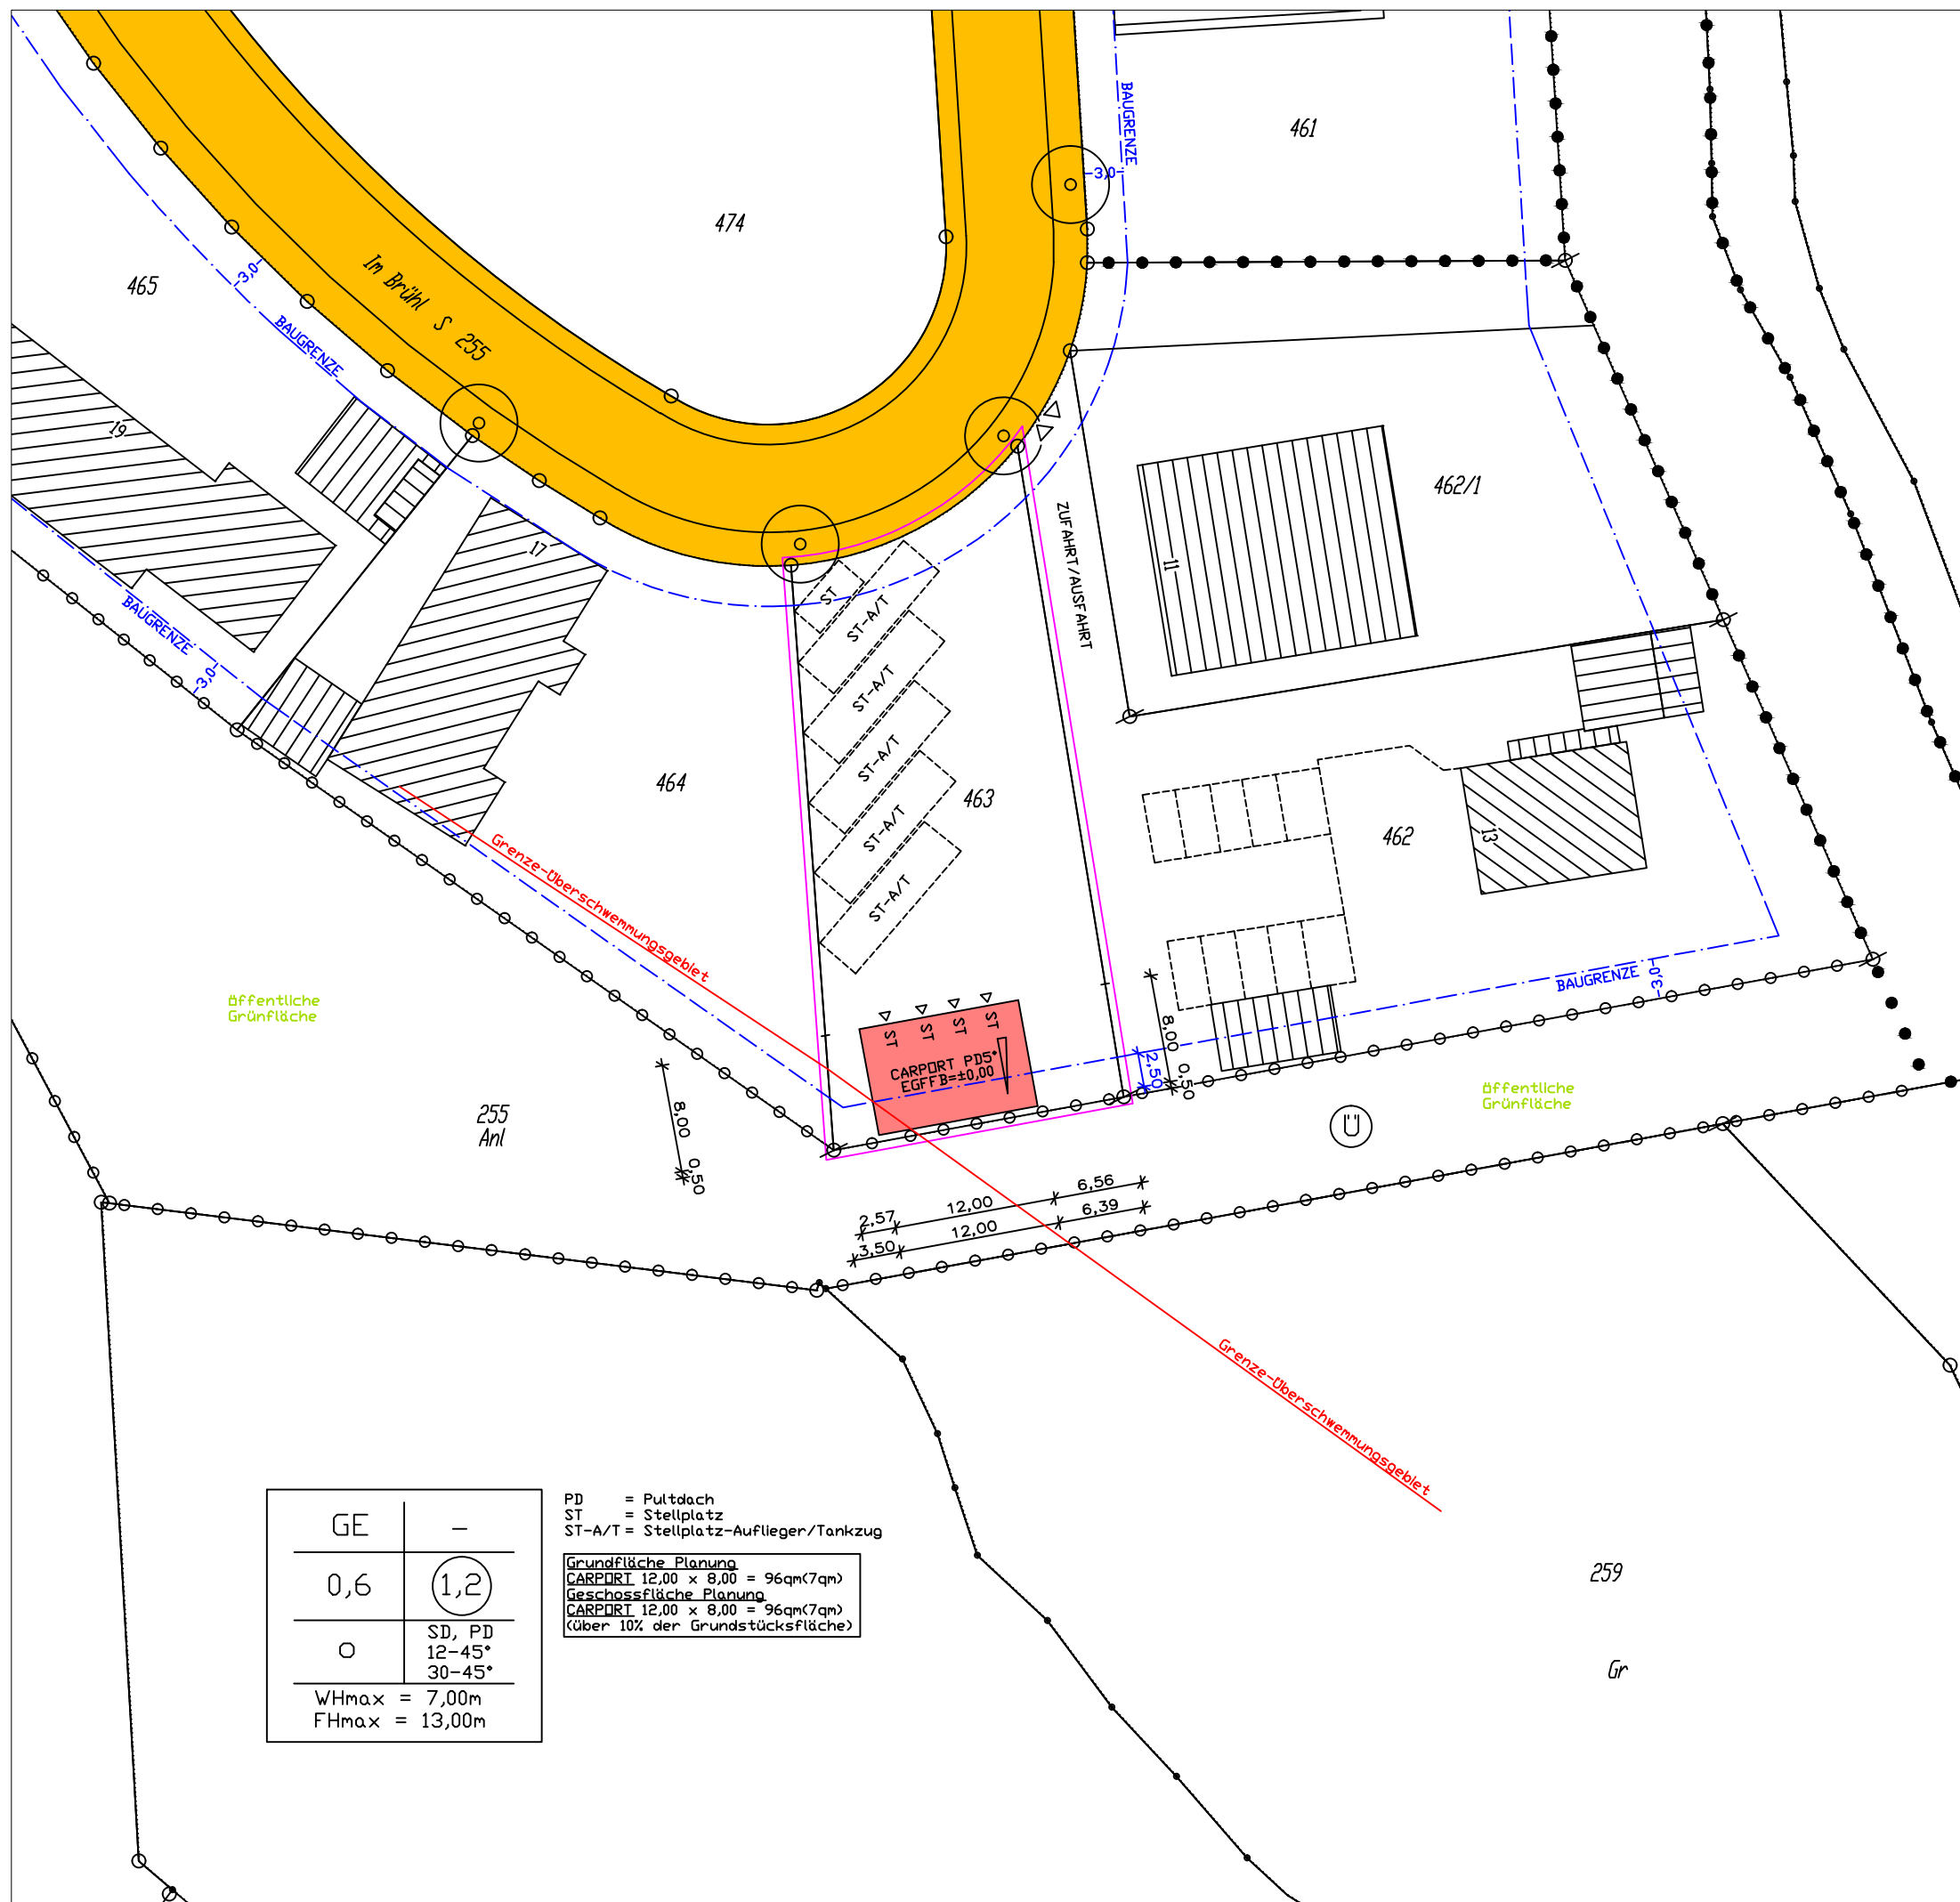 BAUGRENZE
461
-3,0-
474
465
-3,0-
Im Brühl S 255
BAUGRENZE
19
17
462/1
11
ZUFAHRT/AUSFAHRT
BAUGRENZE
-3,0-
ST
ST-A/T
ST-A/T
ST-A/T
ST-A/T
ST-A/T
464
463
462
13
Grenze-Überschwemmungsgebiet
BAUGRENZE
-3,0-
öffentliche
Grünfläche
ST
ST
ST
ST
CARPORT PD5°
EGFFB=±0,00
8,00
0,50
2,50
öffentliche
Grünfläche
Ü
255
Anl
8,00
0,50
2,57
12,00
6,56
3,50
12,00
6,39
Grenze-Überschwemmungsgebiet
259
Gr
GE
-
0,6
1,2
O
SD, PD
12-45°
30-45°
WHmax = 7,00m
FHmax = 13,00m
PD = Pultdach
ST = Stellplatz
ST-A/T = Stellplatz-Auflieger/Tankzug
Grundfläche Planung
CARPORT 12,00 x 8,00 = 96qm(7qm)
Geschossfläche Planung
CARPORT 12,00 x 8,00 = 96qm(7qm)
(über 10% der Grundstücksfläche)